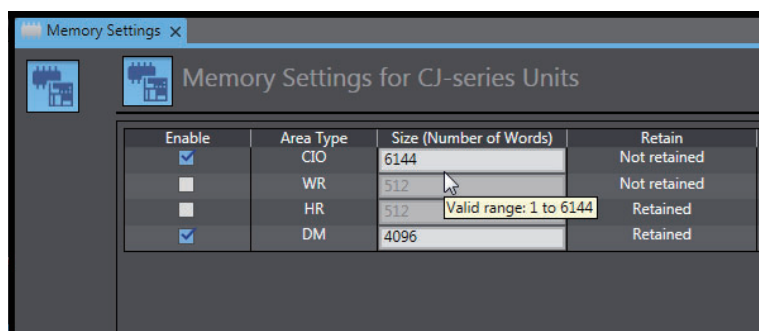 Memory Settings ×
Memory Settings for CJ-series Units
Enable Area Type Size (Number of Words) Retain
CIO 6144 Not retained
WR 512 Not retained
HR 512 Valid range: 1 to 6144 Retained
DM 4096 Retained